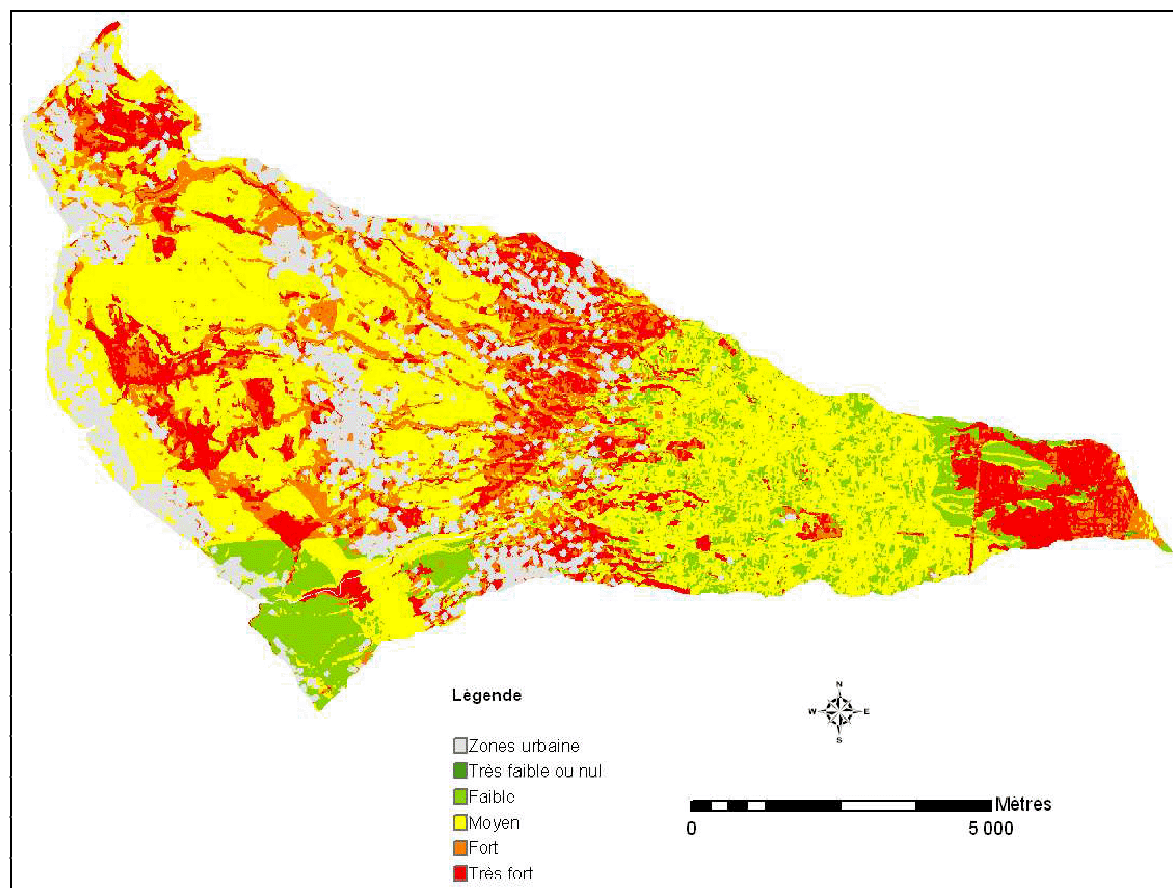 Légende
Zones urbaine
Très faible ou nul
Faible
Moyen
Fort
Très fort
N
W E
S
Mètres
0 5 000